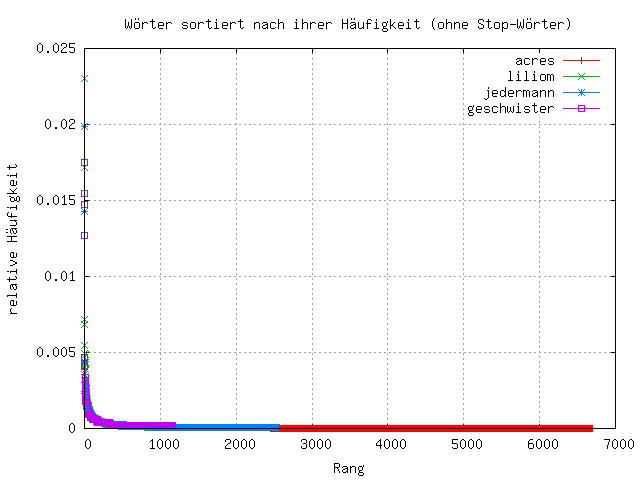 Wörter sortiert nach ihrer Häufigkeit (ohne Stop-Wörter)
0.025
0.02
0.015
0.01
0.005
0
relative Häufigkeit
acres
liliom
jedermann
geschwister
0 1000 2000 3000 4000 5000 6000 7000
Rang